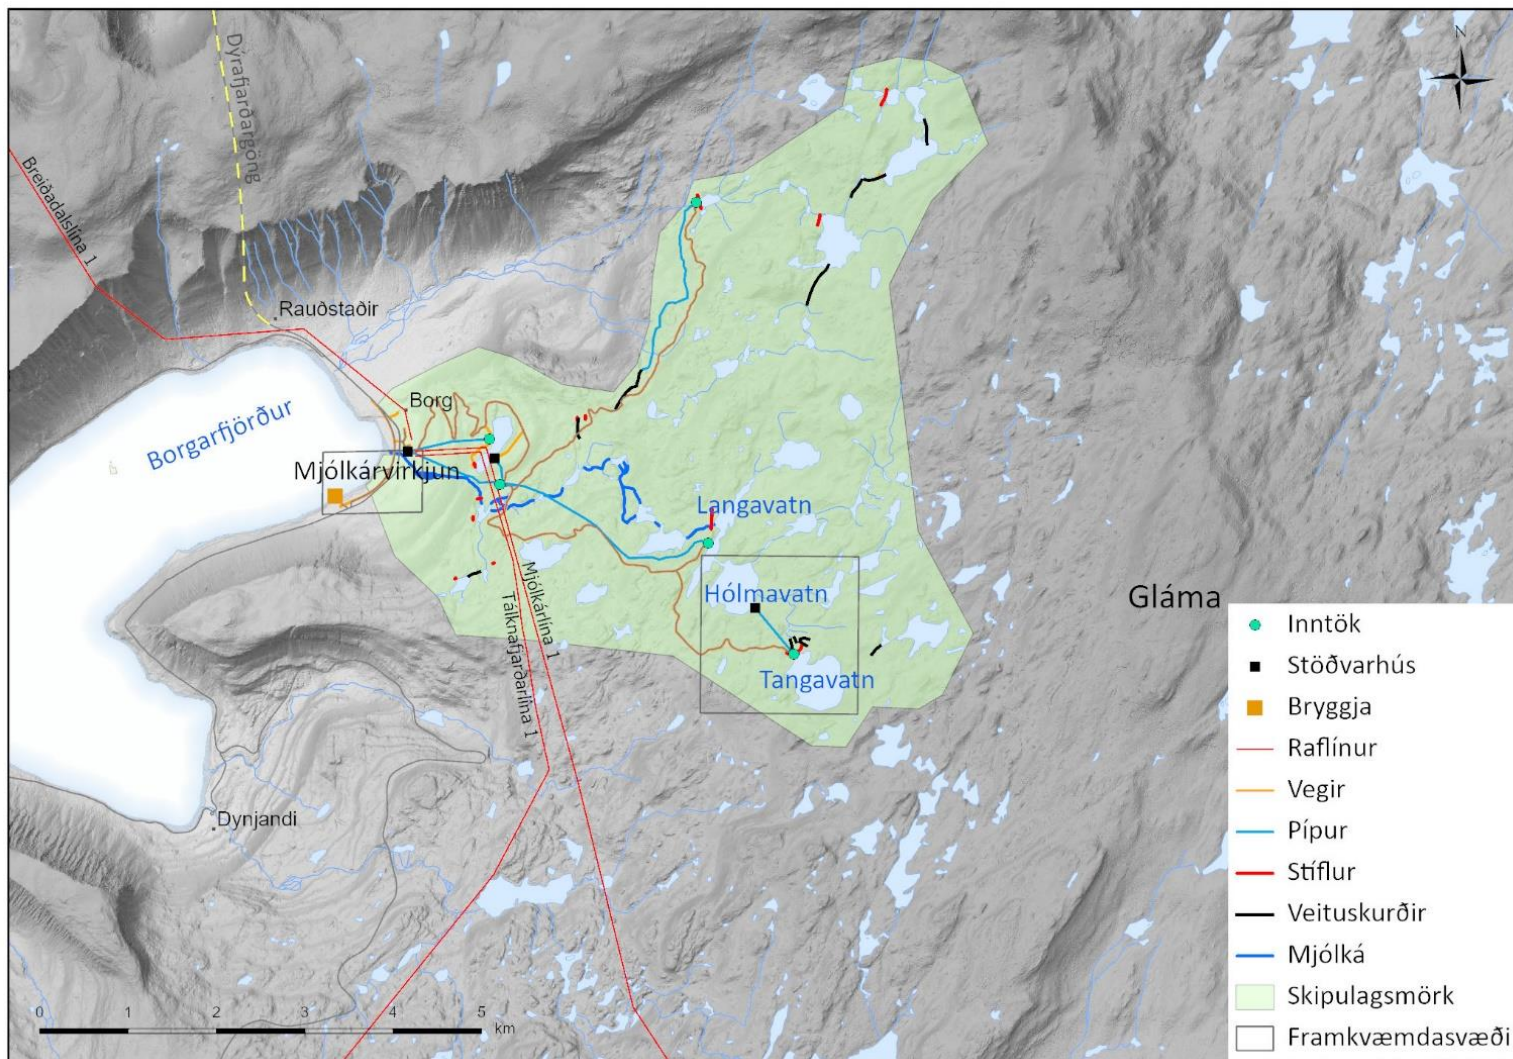 N
Dýrafjarðargöng
Breiðadalslína 1
Rauðstaðir
Borg
Borgarfjörður
Mjólkárvirkjun
Langavatn
Mjólkárlína 1
Tálknafjarðarlína 1
Hólmavatn
Gláma
Tangavatn
Dynjandi
Inntök
Stöðvarhús
Bryggja
Raflínur
Vegir
Pípur
Stíflur
Veituskurðir
Mjólká
Skipulagsmörk
Framkvæmdasvæði
0 1 2 3 4 5
km